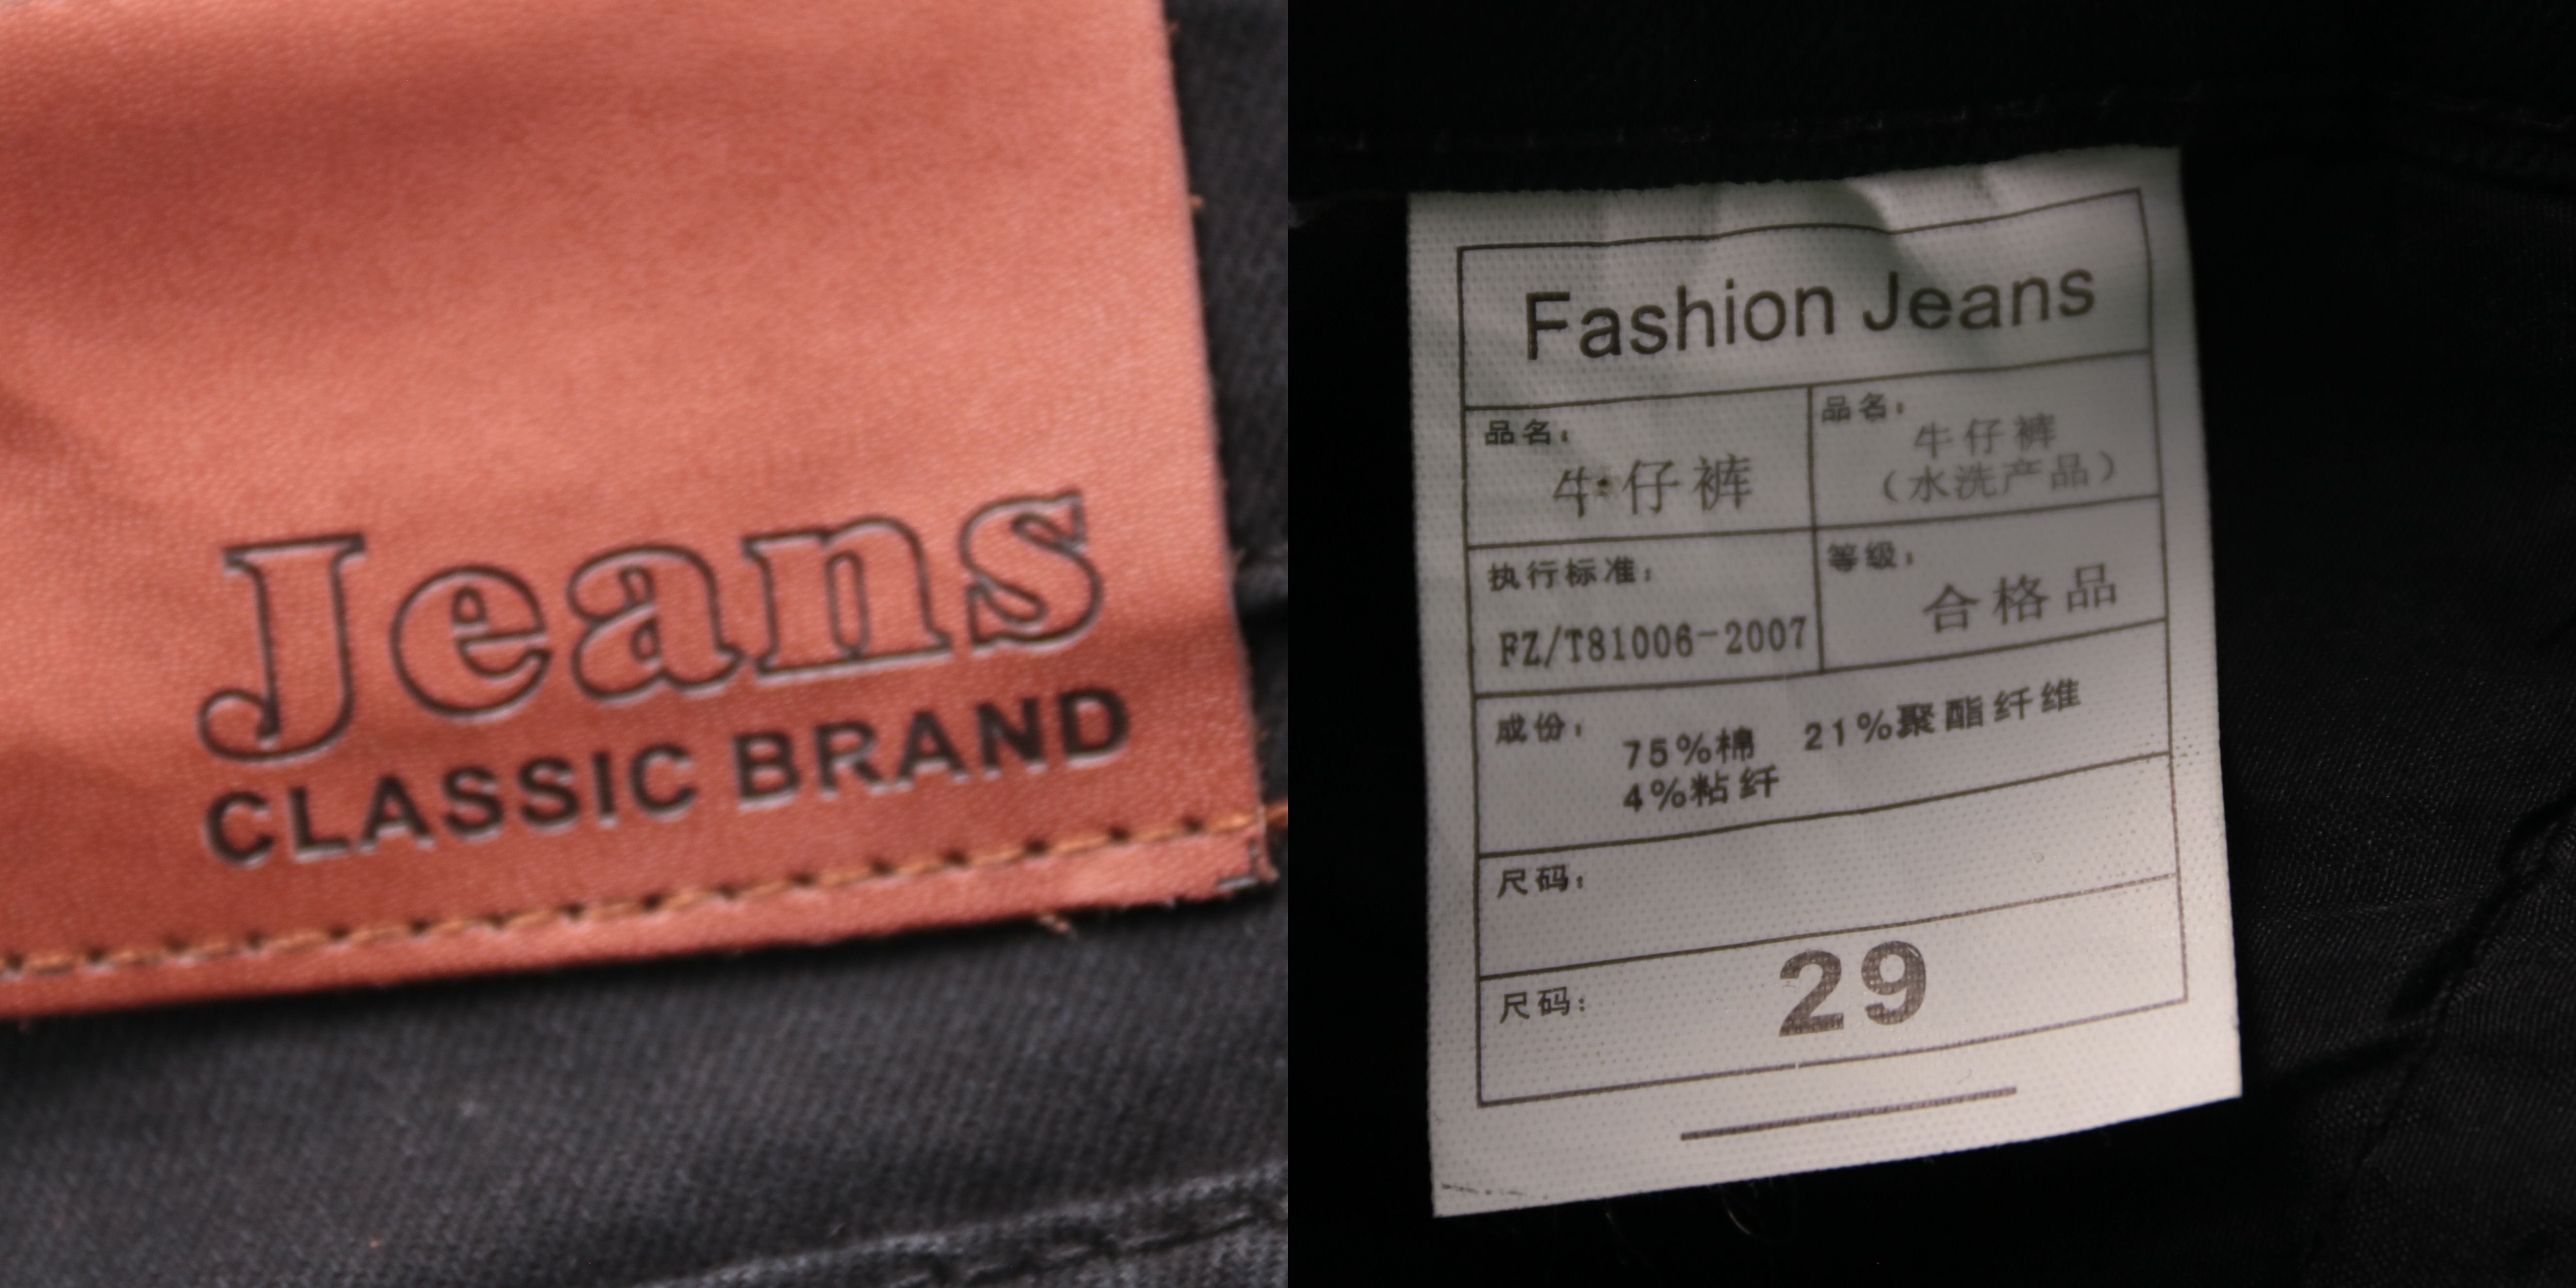 Jeans
CLASSIC BRAND
Fashion Jeans
品名:
牛仔裤
品名:
牛仔裤
(水洗产品)
执行标准:
FZ/T81006-2007
等级:
合格品
成份:
75%棉 21%聚酯纤维
4%粘纤
尺码:
尺码:
29